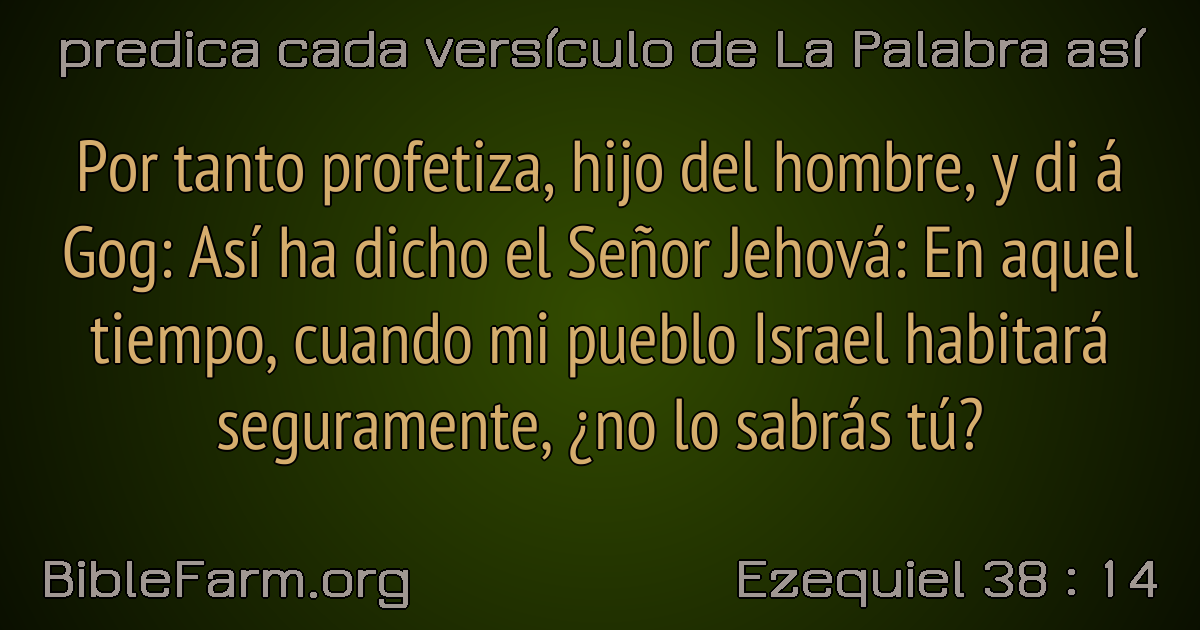 predica cada versículo de La Palabra así
Por tanto profetiza, hijo del hombre, y di á
Gog: Así ha dicho el Señor Jehová: En aquel
tiempo, cuando mi pueblo Israel habitará
seguramente, ¿no lo sabrás tú?
BibleFarm.org
Ezequiel 38 : 14